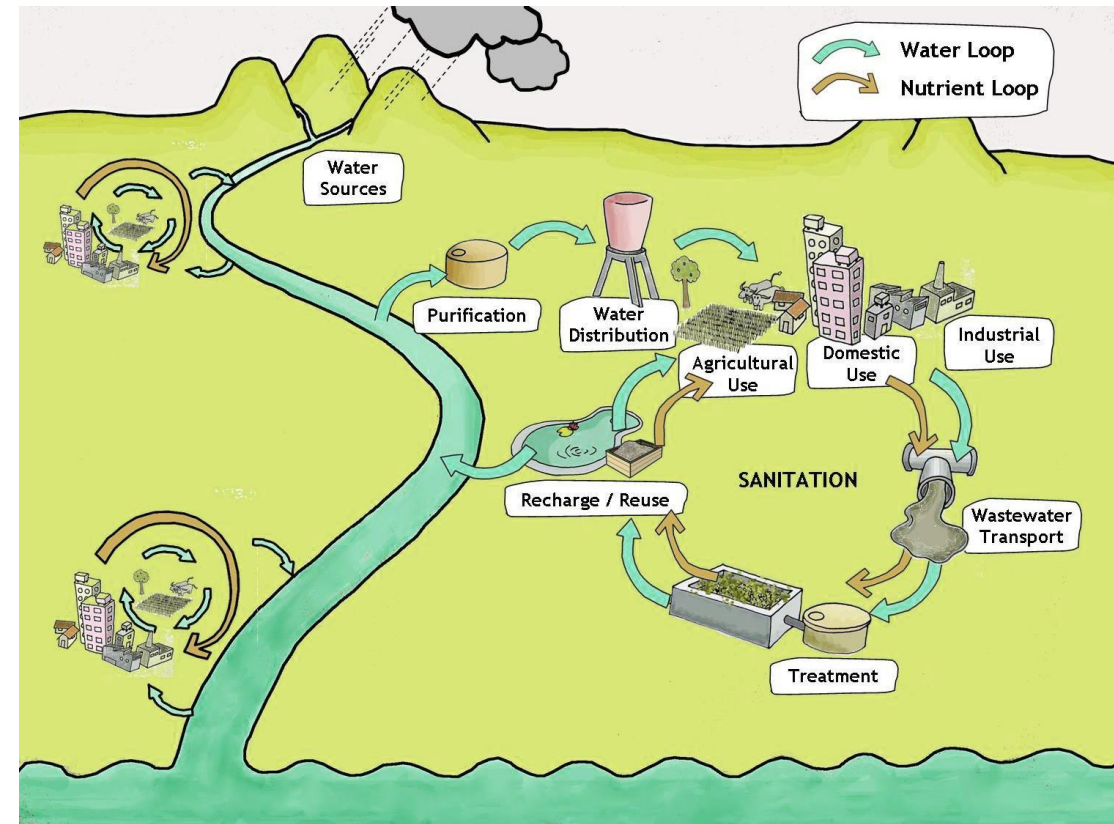 Water Loop
Nutrient Loop
Water
Sources
Purification
Water
Distribution
Agricultural
Use
Domestic
Use
Industrial
Use
Recharge / Reuse
SANITATION
Wastewater
Transport
Treatment